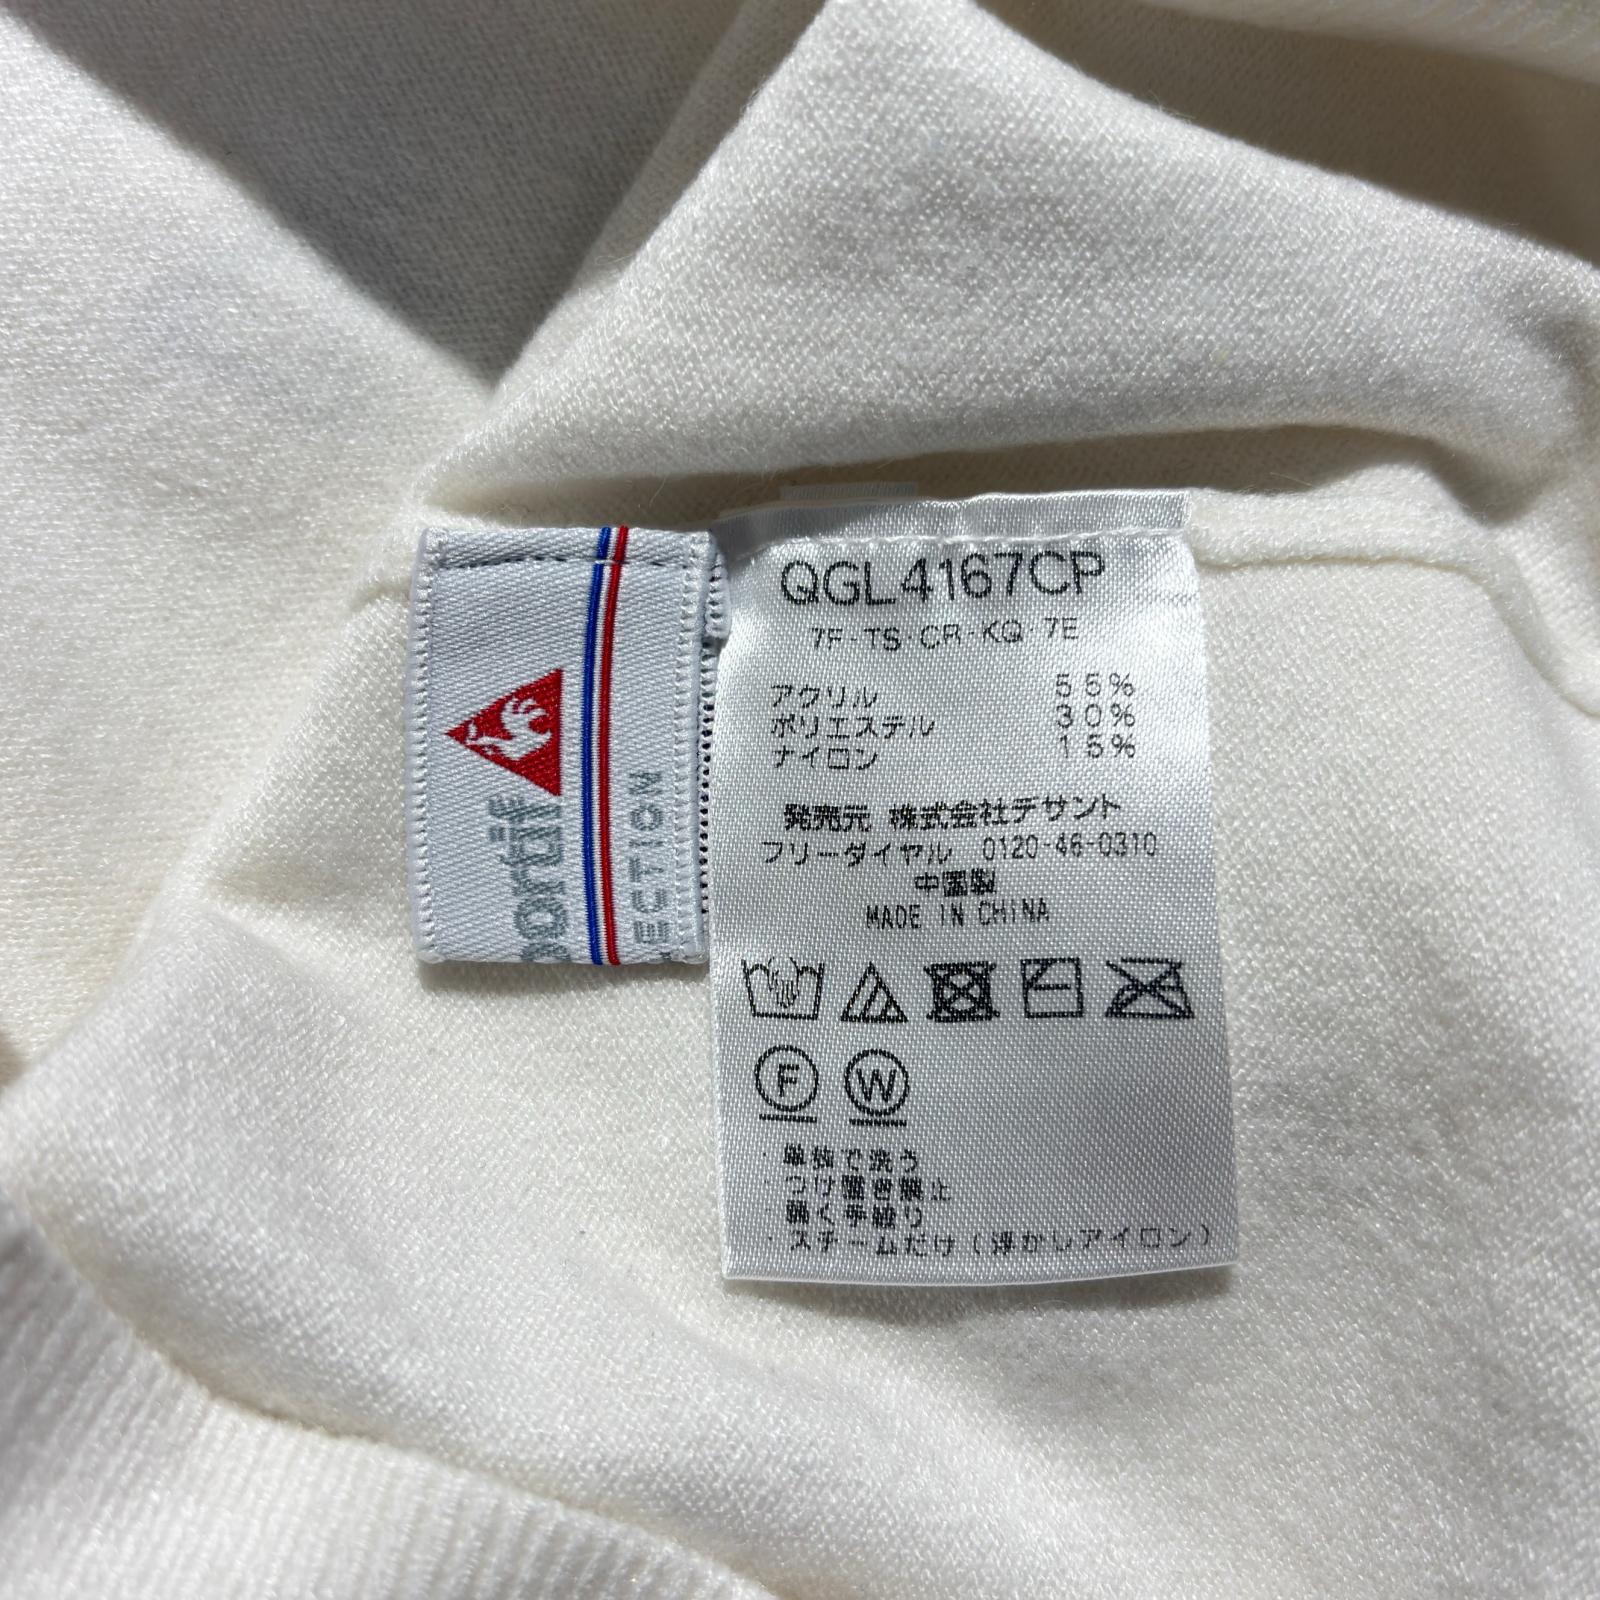 QGL4167CP
7F-TS-CR-KQ 7E
アクリル 55%
ポリエステル 30%
ナイロン 15%
発売元 株式会社デサント
フリーダイヤル 0120-46-0310
中国製
MADE IN CHINA
F W
・単独で洗う
・つけ置き禁止
・軽く手絞り
・スチームだけ(浮かしアイロン)
portif
ECTION